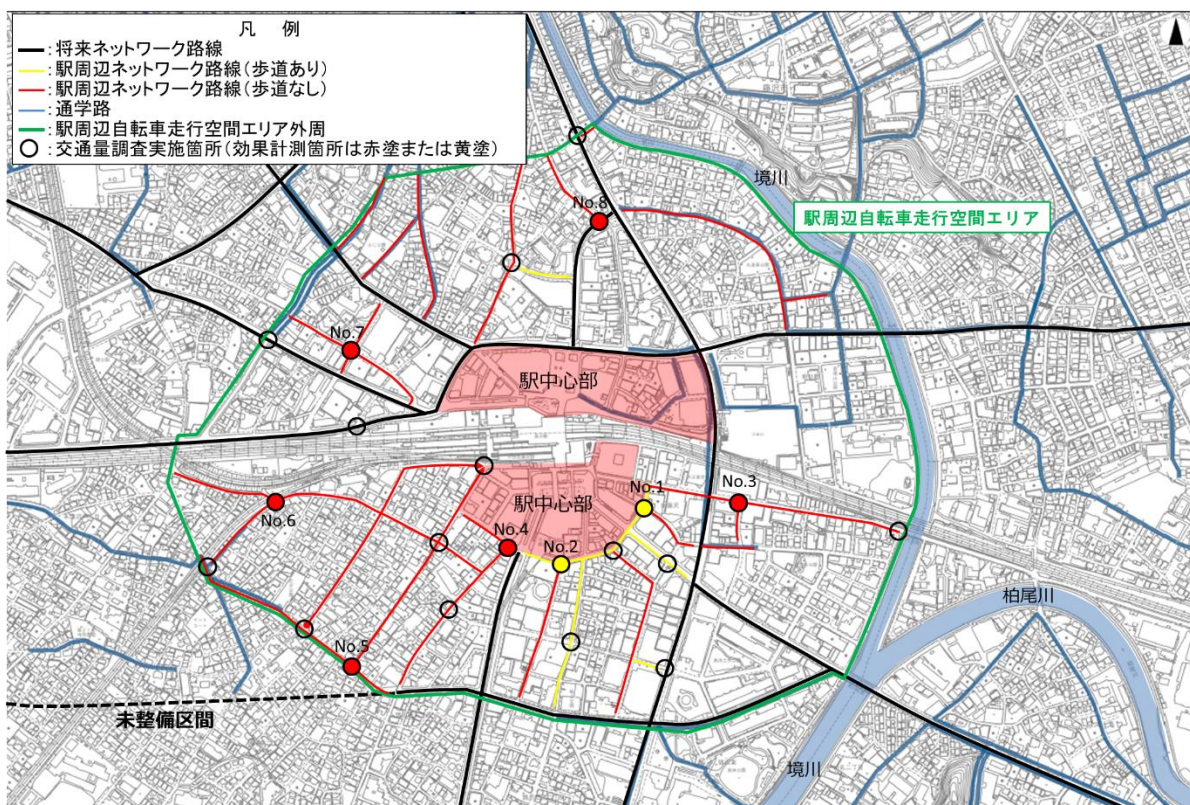 凡 例
:将来ネットワーク路線
:駅周辺ネットワーク路線(歩道あり)
:駅周辺ネットワーク路線(歩道なし)
:通学路
:駅周辺自転車走行空間エリア外周
:交通量調査実施箇所(効果計測箇所は赤塗または黄塗)
境川
駅周辺自転車走行空間エリア
No.8
No.7
駅中心部
No.1
No.3
駅中心部
No.6
No.4
No.2
柏尾川
No.5
未整備区間
境川